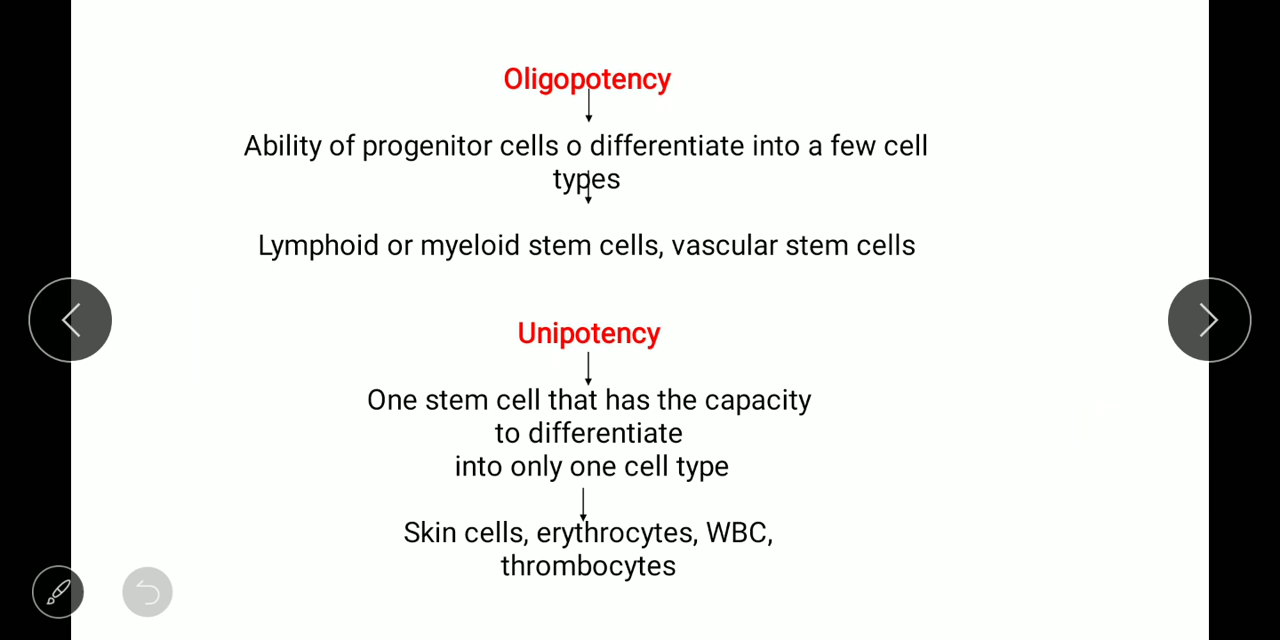 Oligopotency
Ability of progenitor cells o differentiate into a few cell
types
Lymphoid or myeloid stem cells, vascular stem cells
Unipotency
One stem cell that has the capacity
to differentiate
into only one cell type
Skin cells, erythrocytes, WBC,
thrombocytes